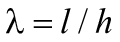 λ = l / h